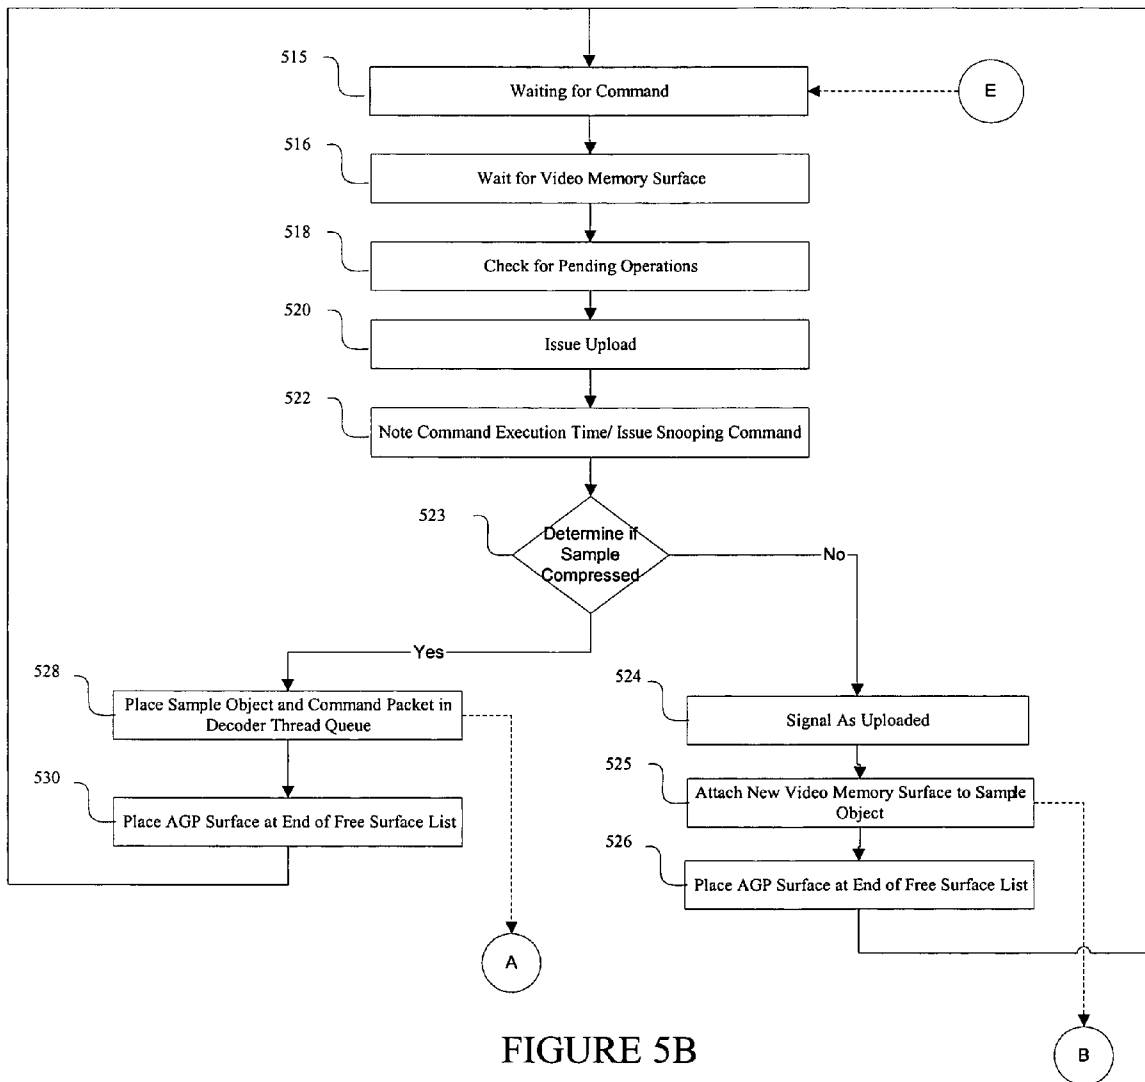 515
Waiting for Command
E
516
Wait for Video Memory Surface
518
Check for Pending Operations
520
Issue Upload
522
Note Command Execution Time/ Issue Snooping Command
523
Determine if
Sample
Compressed
No
Yes
528
Place Sample Object and Command Packet in
Decoder Thread Queue
524
Signal As Uploaded
530
Place AGP Surface at End of Free Surface List
525
Attach New Video Memory Surface to Sample
Object
526
Place AGP Surface at End of Free Surface List
A
B
FIGURE 5B